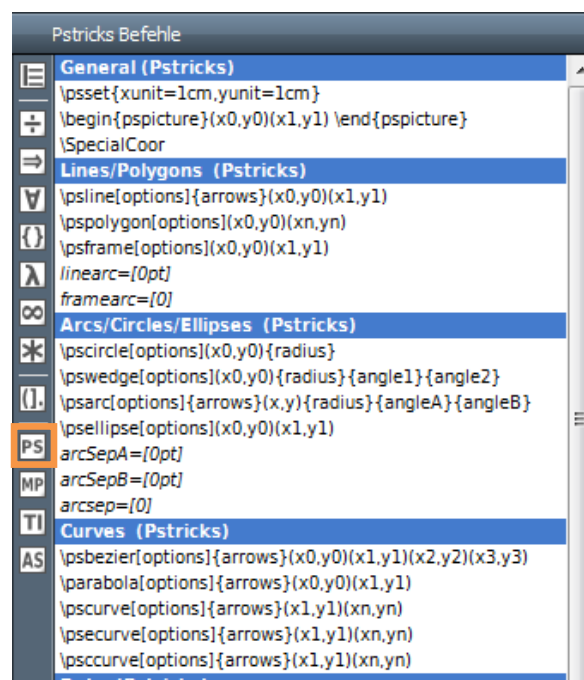 Pstricks Befehle
General (Pstricks)
\psset{xunit=1cm,yunit=1cm}
\begin{pspicture}(x0,y0)(x1,y1) \end{pspicture}
\SpecialCoor
Lines/Polygons (Pstricks)
\psline[options]{arrows}(x0,y0)(x1,y1)
\pspolygon[options](x0,y0)(xn,yn)
\psframe[options](x0,y0)(x1,y1)
linearc=[0pt]
framearc=[0]
Arcs/Circles/Ellipses (Pstricks)
\pscircle[options](x0,y0){radius}
\pswedge[options](x0,y0){radius}{angle1}{angle2}
\psarc[options]{arrows}(x,y){radius}{angleA}{angleB}
\psellipse[options](x0,y0)(x1,y1)
arcSepA=[0pt]
arcSepB=[0pt]
arcsep=[0]
Curves (Pstricks)
\psbezier[options]{arrows}(x0,y0)(x1,y1)(x2,y2)(x3,y3)
\parabola[options]{arrows}(x0,y0)(x1,y1)
\pscurve[options]{arrows}(x1,y1)(xn,yn)
\psecurve[options]{arrows}(x1,y1)(xn,yn)
\psccurve[options]{arrows}(x1,y1)(xn,yn)
÷
⇒
∀
{}
λ
∞
*
(].
PS
MP
TI
AS